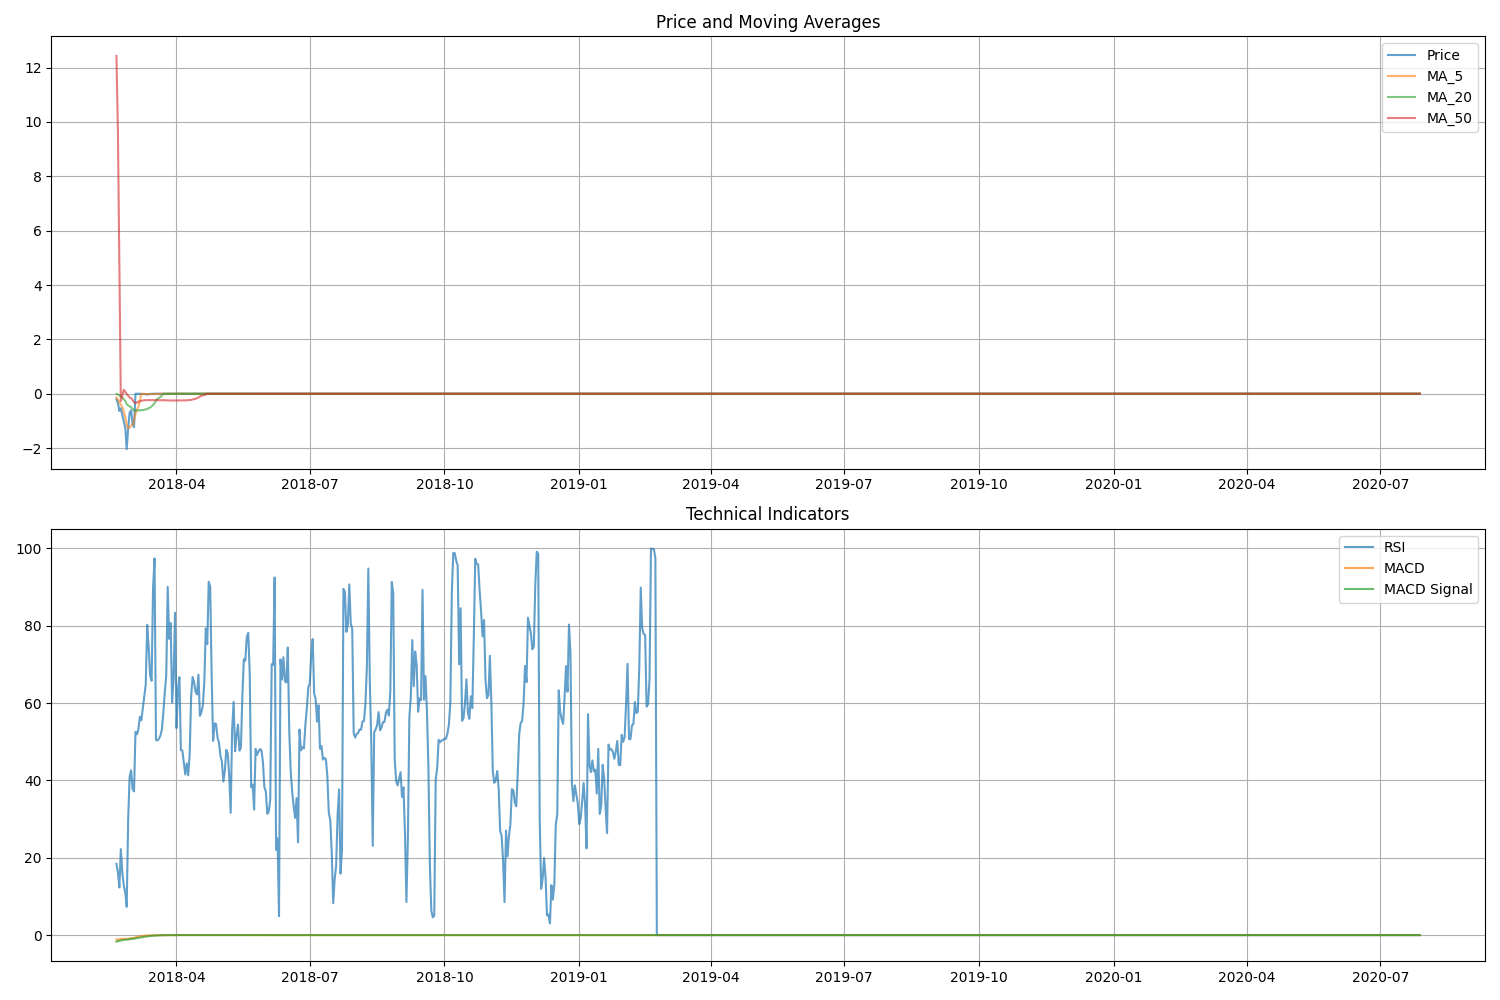 Price and Moving Averages
12
10
8
6
4
2
0
−2
Price
MA_5
MA_20
MA_50
2018-04 2018-07 2018-10 2019-01 2019-04 2019-07 2019-10 2020-01 2020-04 2020-07
Technical Indicators
100
80
60
40
20
0
RSI
MACD
MACD Signal
2018-04 2018-07 2018-10 2019-01 2019-04 2019-07 2019-10 2020-01 2020-04 2020-07